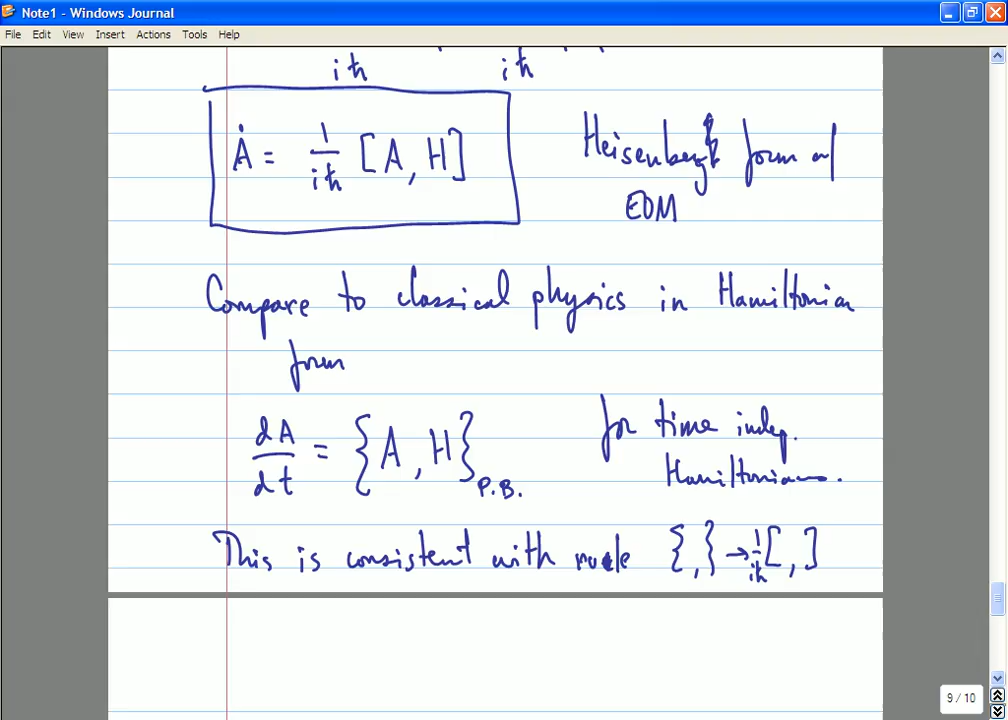 Note1 - Windows Journal
File Edit View Insert Actions Tools Help
iħ iħ
Ȧ = 1/iħ [A, H] Heisenberg form of
EOM
Compare to classical physics in Hamiltonian
form
dA/dt = {A, H}P.B. for time indep.
Hamiltonians.
This is consistent with rule { , } → 1/iħ [ , ]
9 / 10